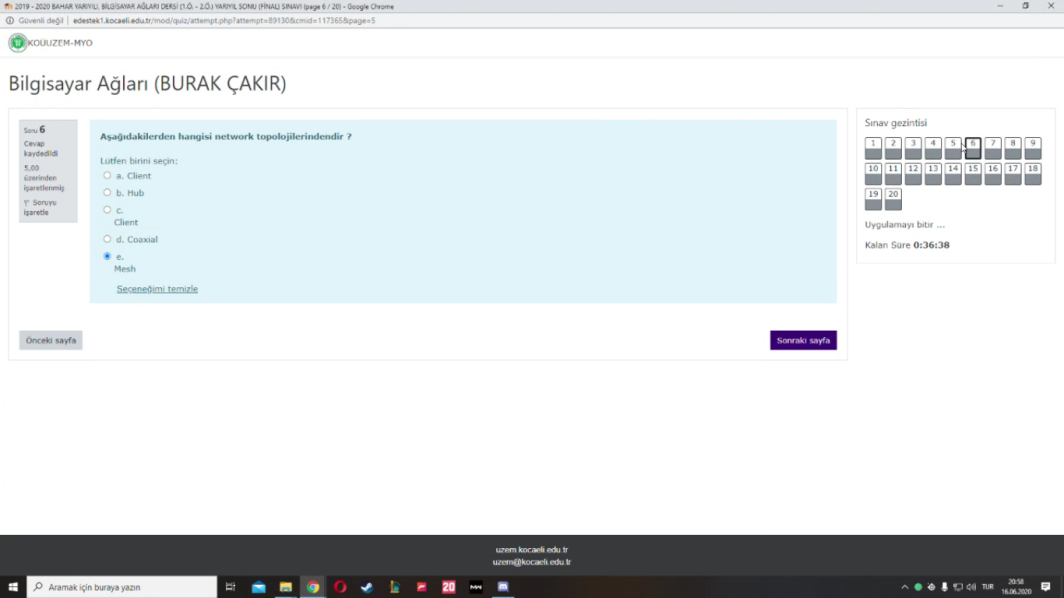 2019 - 2020 BAHAR YARIYILI, BİLGİSAYAR AĞLARI DERSİ (1.Ö. - 2.Ö.) YARIYIL SONU (FİNAL) SINAVI (page 6 / 20) - Google Chrome
Güvenli değil | edestek1.kocaeli.edu.tr/mod/quiz/attempt.php?attempt=89130&cmid=117365&page=5
KOÜUZEM-MYO
Bilgisayar Ağları (BURAK ÇAKIR)
Soru 6
Cevap
kaydedildi
5,00
üzerinden
işaretlenmiş
Soruyu
işaretle
Aşağıdakilerden hangisi network topolojilerindendir ?
Lütfen birini seçin:
a. Client
b. Hub
c.
Client
d. Coaxial
e.
Mesh
Seçeneğimi temizle
Önceki sayfa
Sonraki sayfa
Sınav gezintisi
1 2 3 4 5 6 7 8 9
10 11 12 13 14 15 16 17 18
19 20
Uygulamayı bitir ...
Kalan Süre 0:36:38
uzem.kocaeli.edu.tr
uzem@kocaeli.edu.tr
Aramak için buraya yazın
20
MW
TUR
20:58
16.06.2020